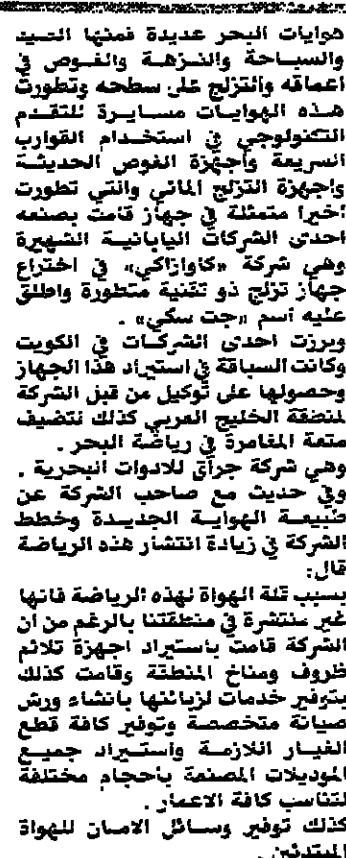 هوايات البحر عديدة فمنها الصيد
والسباحة والنزهة والغوص في
اعماقه والتزلج على سطحه وتطورت
هذه الهوايات مسايرة للتقدم
التكنولوجي في استخدام القوارب
السريعة وأجهزة الغوص الحديثة
واجهزة التزلج المائي والتي تطورت
اخيرا متمثلة في جهاز قامت بصنعه
احدى الشركات اليابانية الشهيرة
وهي شركة «كاوازاكي» في اختراع
جهاز تزلج ذو تقنية متطورة واطلق
عليه اسم «جت سكي» .
وبرزت احدى الشركات في الكويت
وكانت السباقة في استيراد هذا الجهاز
وحصولها على توكيل من قبل الشركة
لمنطقة الخليج العربي كذلك لتضيف
متعة المغامرة في رياضة البحر .
وهي شركة جراق للادوات البحرية .
وفي حديث مع صاحب الشركة عن
طبيعة الهواية الجديدة وخطط
الشركة في زيادة انتشار هذه الرياضة
قال:
بسبب قلة الهواة لهذه الرياضة فانها
غير منتشرة في منطقتنا بالرغم من ان
الشركة قامت باستيراد اجهزة تلائم
ظروف ومناخ المنطقة وقامت كذلك
بتوفير خدمات لزبائنها بانشاء ورش
صيانة متخصصة وتوفير كافة قطع
الغيار اللازمة واستيراد جميع
الموديلات المصنعة بأحجام مختلفة
لتناسب كافة الاعمار .
كذلك توفير وسائل الامان للهواة
المبتدئين .